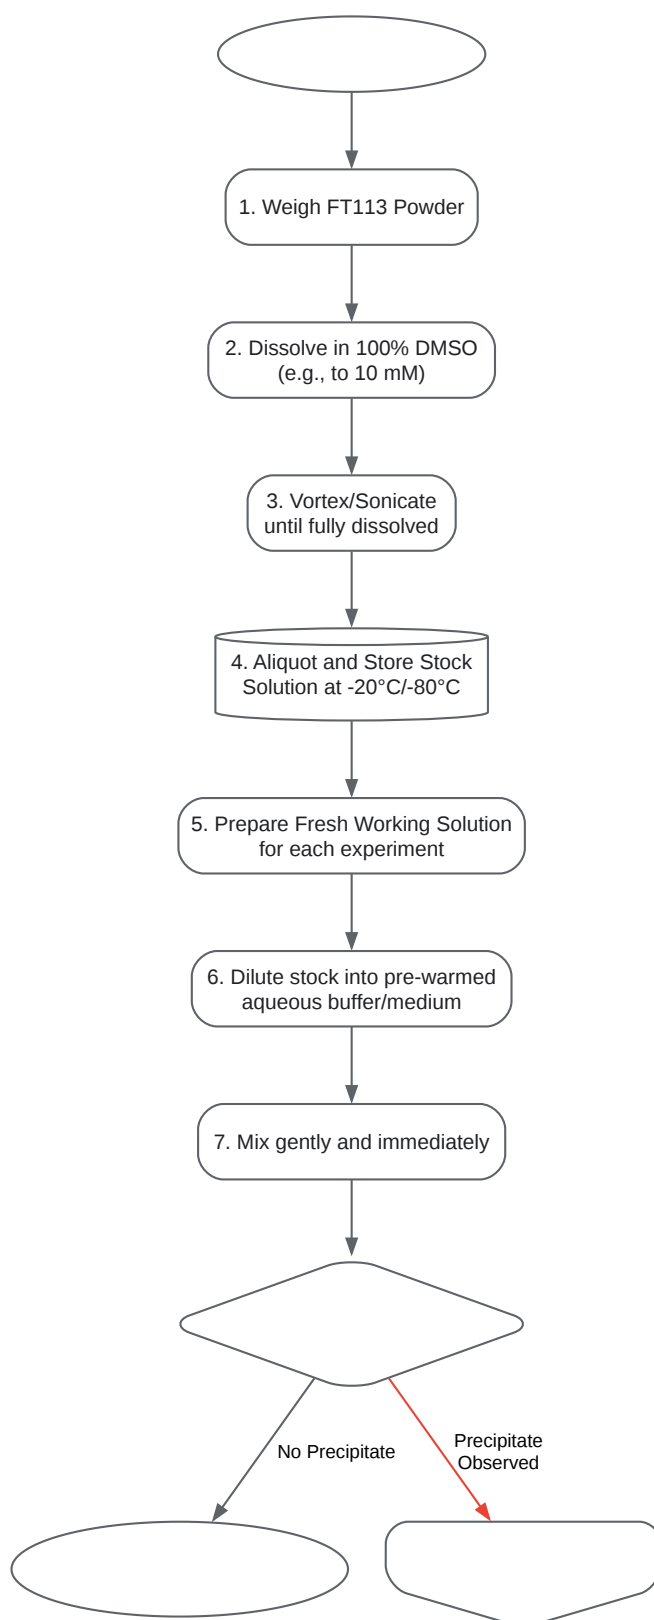 1. Weigh FT113 Powder
2. Dissolve in 100% DMSO
(e.g., to 10 mM)
3. Vortex/Sonicate
until fully dissolved
4. Aliquot and Store Stock
Solution at -20°C/-80°C
5. Prepare Fresh Working Solution
for each experiment
6. Dilute stock into pre-warmed
aqueous buffer/medium
7. Mix gently and immediately
No Precipitate
Precipitate
Observed